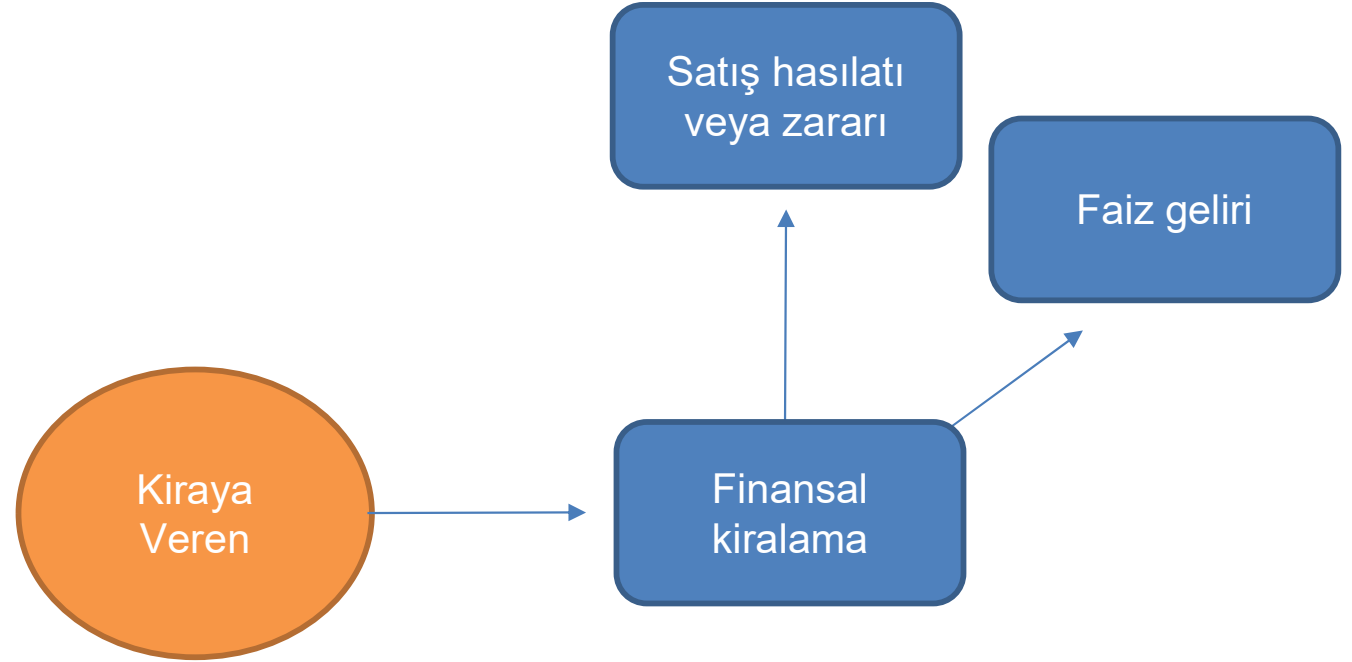 Satış hasılatı
veya zararı
Faiz geliri
Kiraya
Veren
Finansal
kiralama